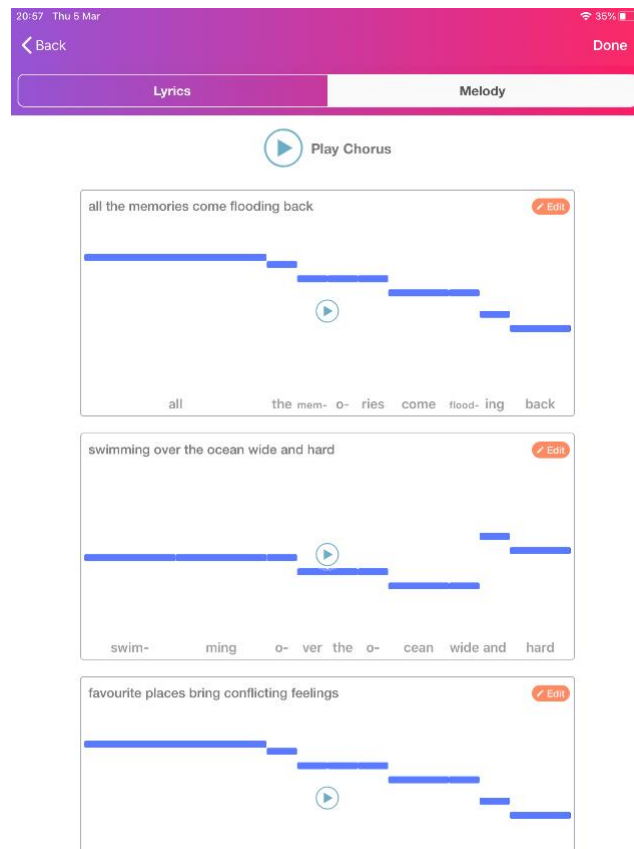 20:57 Thu 5 Mar 35%
Back Done
Lyrics Melody
Play Chorus
all the memories come flooding back Edit
all the mem- o- ries come flood- ing back
swimming over the ocean wide and hard Edit
swim- ming o- ver the o- cean wide and hard
favourite places bring conflicting feelings Edit